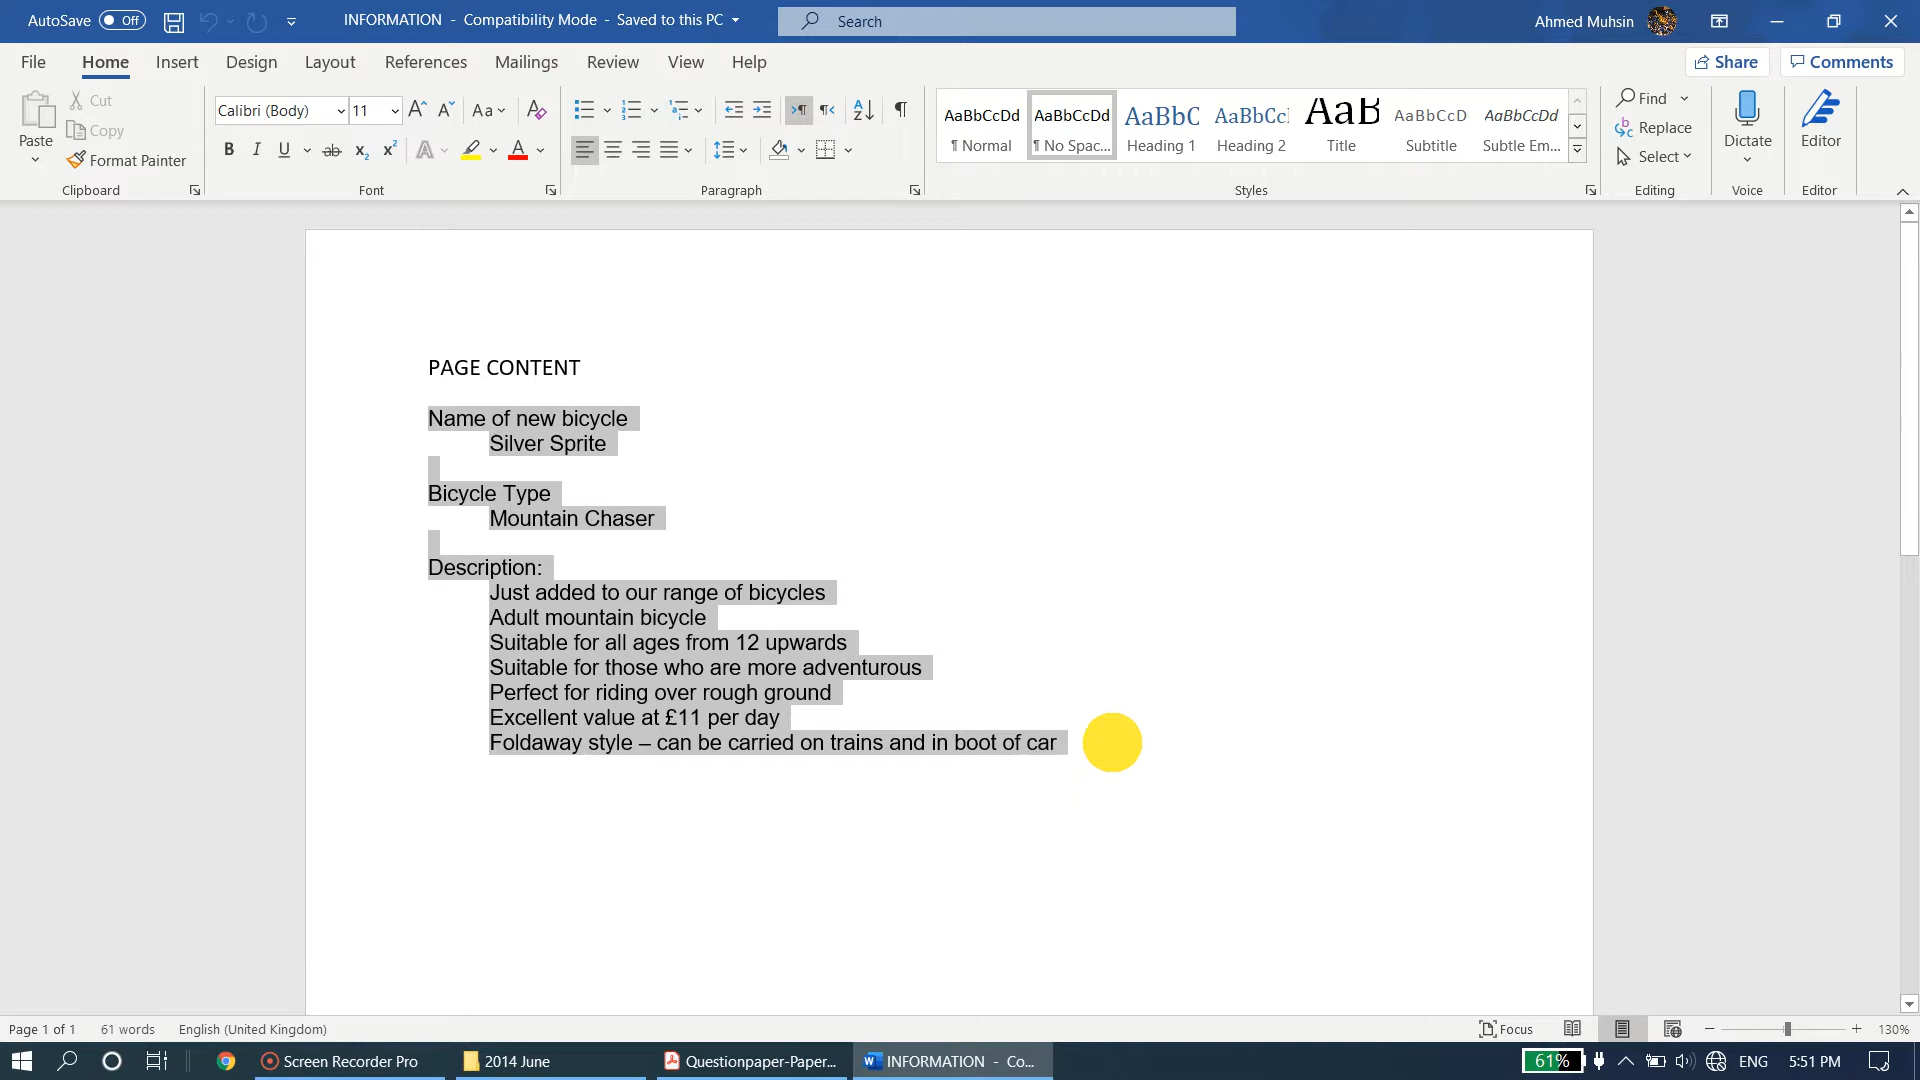 AutoSave Off INFORMATION - Compatibility Mode - Saved to this PC Search Ahmed Muhsin
File Home Insert Design Layout References Mailings Review View Help Share Comments
Paste Cut Copy Format Painter Clipboard
Calibri (Body) 11 Font
Paragraph
AaBbCcDd ¶ Normal
AaBbCcDd ¶ No Spac...
AaBbC Heading 1
AaBbCc Heading 2
AaB Title
AaBbCcD Subtitle
AaBbCcDd Subtle Em...
Styles
Find Replace Select Editing
Dictate Voice
Editor Editor
PAGE CONTENT
Name of new bicycle
Silver Sprite
Bicycle Type
Mountain Chaser
Description:
Just added to our range of bicycles
Adult mountain bicycle
Suitable for all ages from 12 upwards
Suitable for those who are more adventurous
Perfect for riding over rough ground
Excellent value at £11 per day
Foldaway style – can be carried on trains and in boot of car
Page 1 of 1 61 words English (United Kingdom) Focus 130%
Screen Recorder Pro 2014 June Questionpaper-Paper... INFORMATION - Co... 61% ENG 5:51 PM